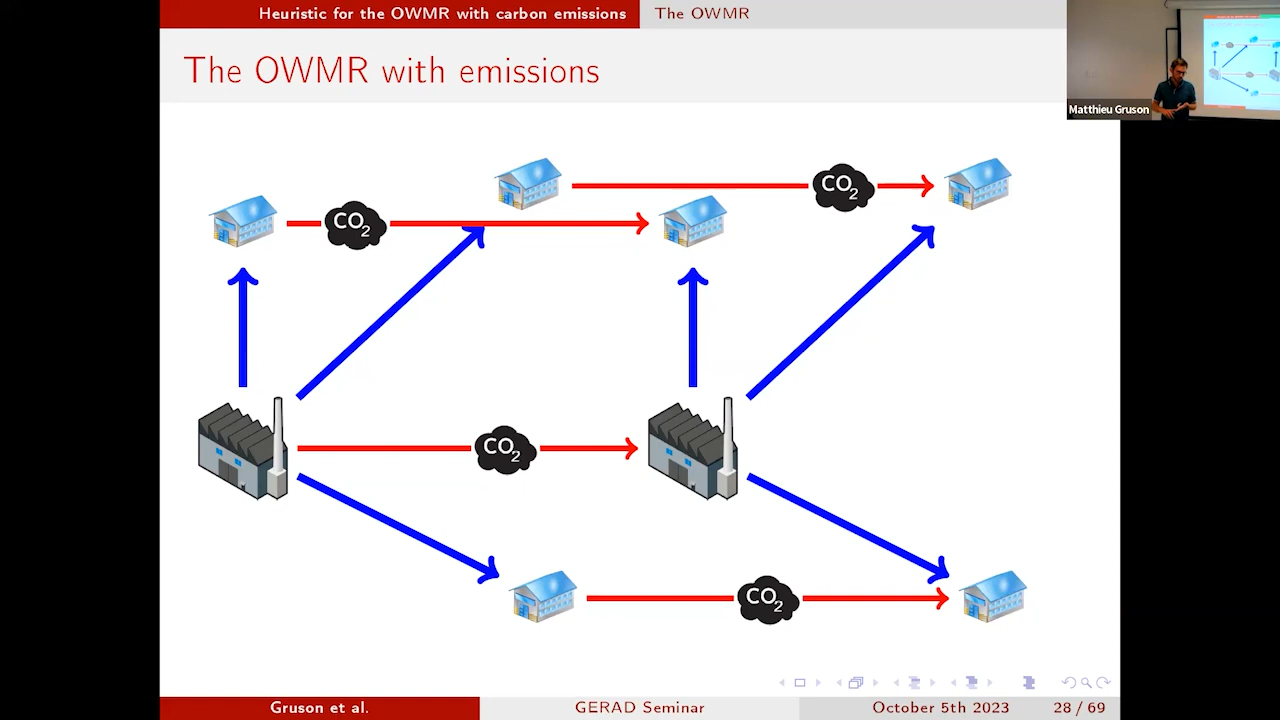 Heuristic for the OWMR with carbon emissions The OWMR
The OWMR with emissions
Matthieu Gruson
CO2
CO2
CO2
CO2
Gruson et al. GERAD Seminar October 5th 2023 28 / 69